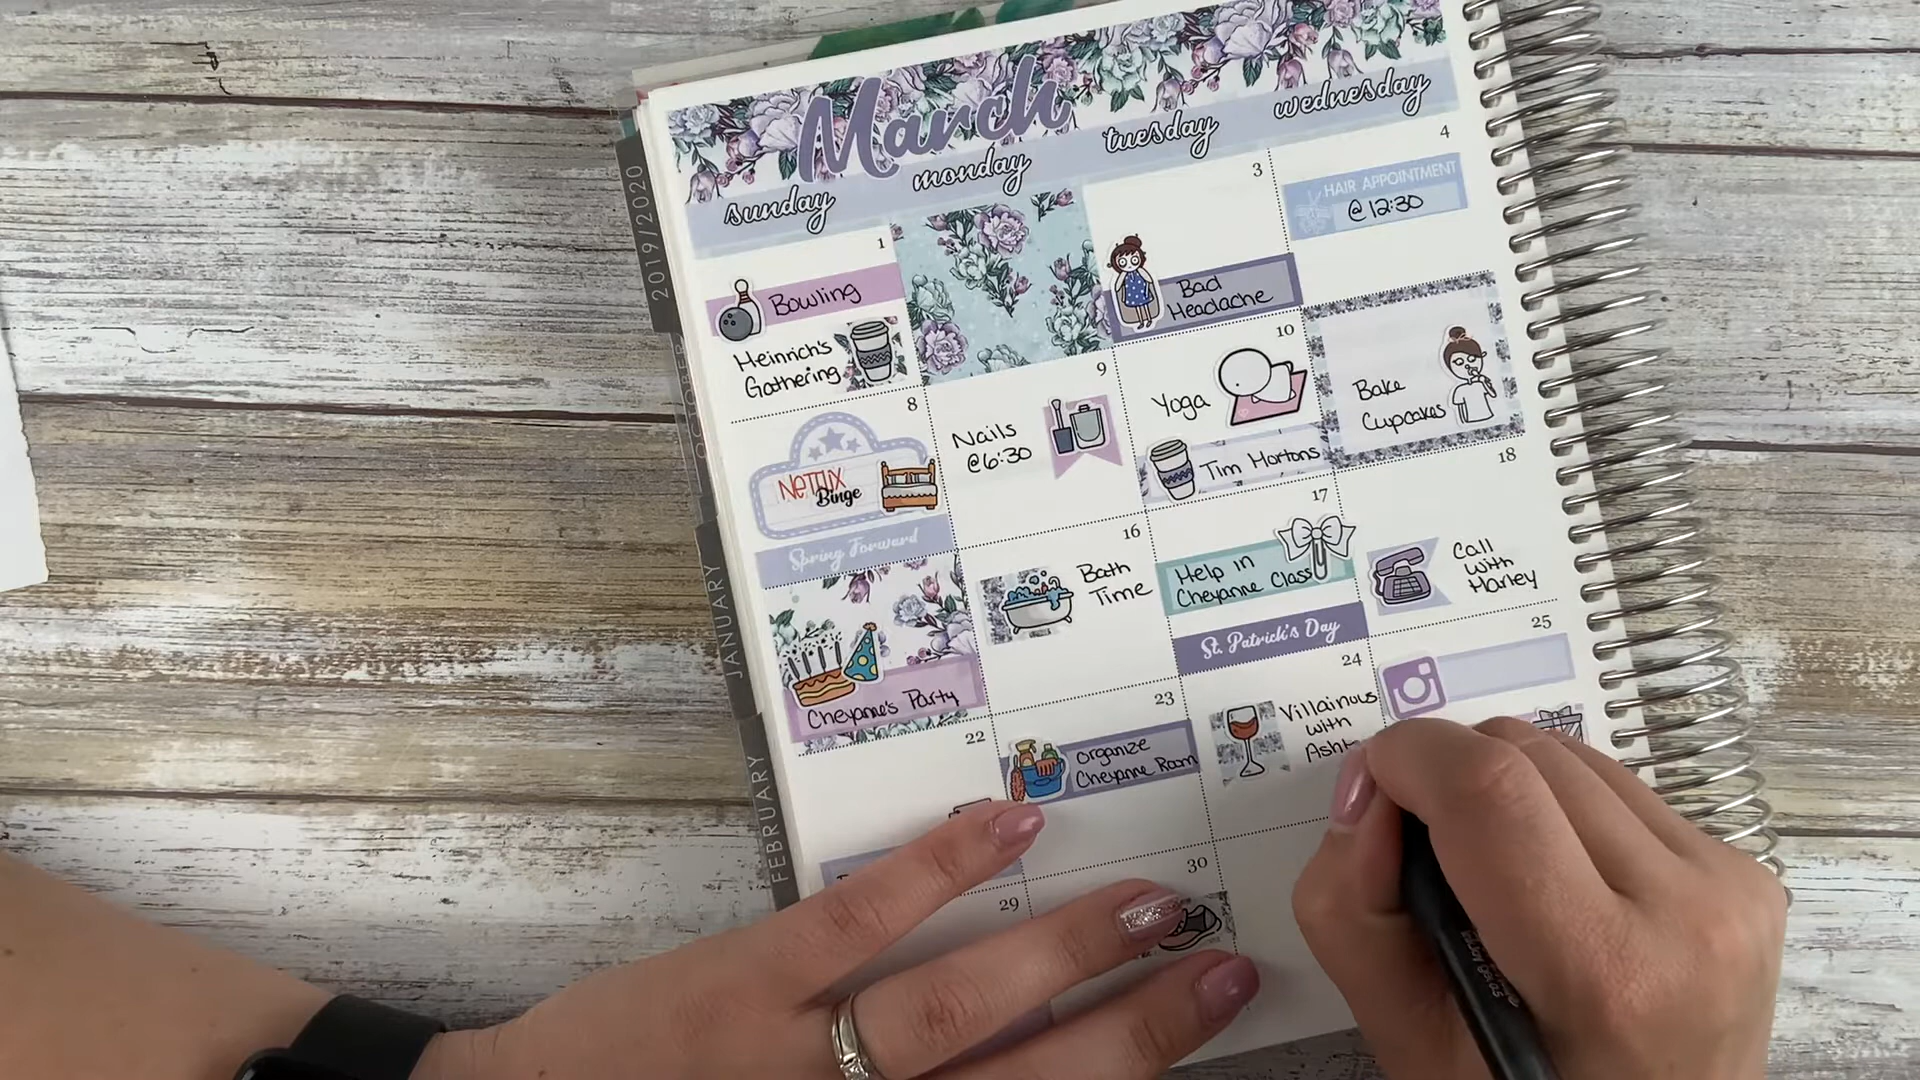 March
sunday
monday
tuesday
wednesday
2019/2020
OCTOBER
JANUARY
FEBRUARY
1
Bowling
Heinrich's
Gathering
3
Bad
Headache
4
HAIR APPOINTMENT
@ 12:30
8
NETFLIX
Binge
Spring Forward
9
Nails
@6:30
10
Yoga
Tim Hortons
Bake
Cupcakes
Cheyanne's Party
16
Bath
Time
17
Help in
Cheyanne Class
St. Patrick's Day
18
Call
with
Harley
22
23
organize
Cheyanne Room
24
Villainous
with
25
29
30